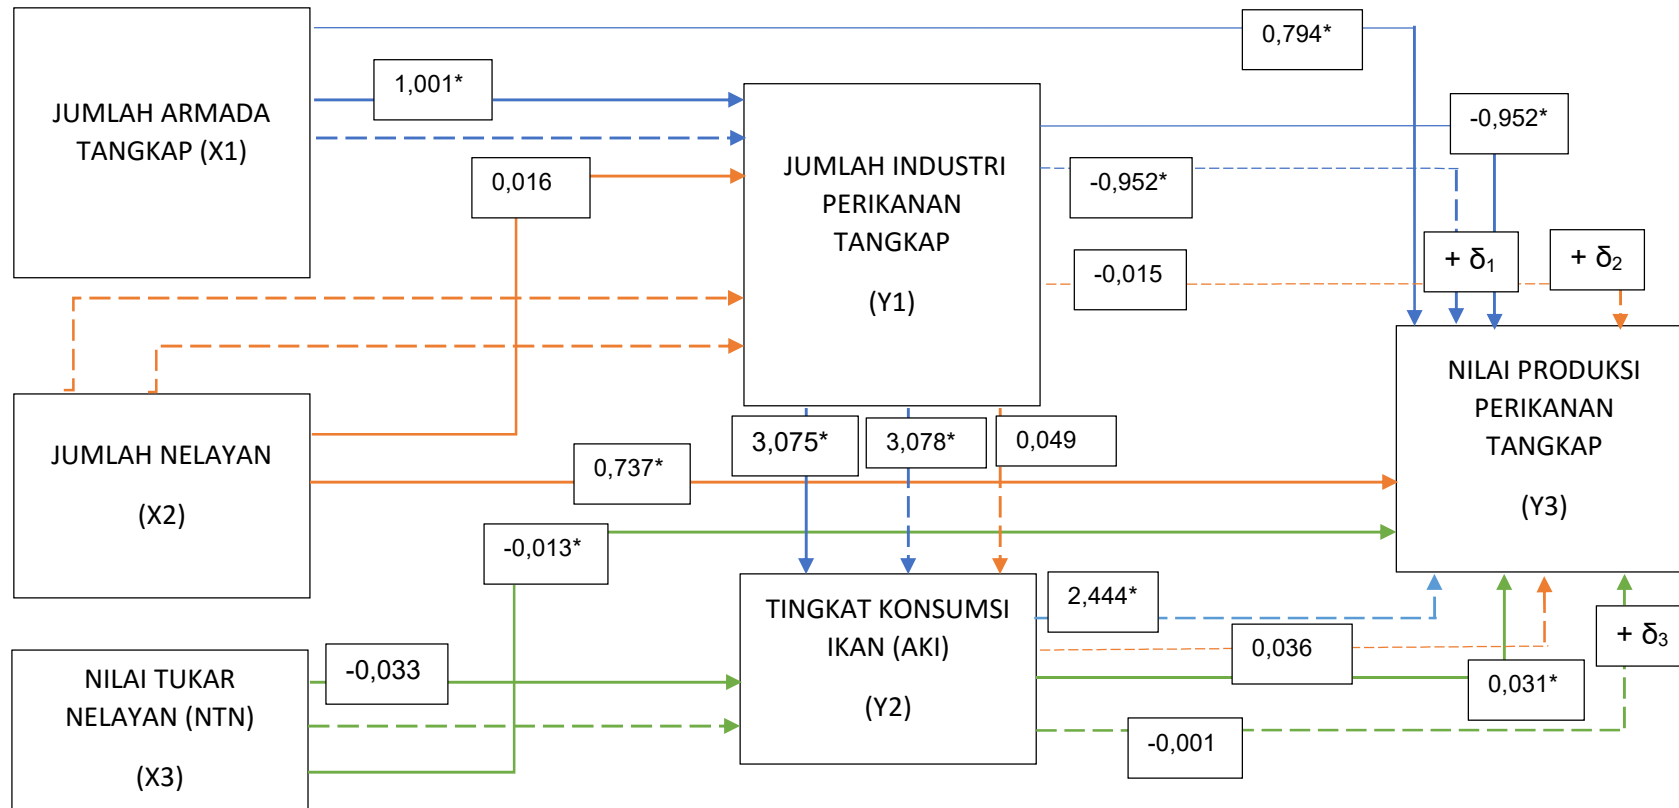 JUMLAH ARMADA
TANGKAP (X1)
0,794*
1,001*
-0,952*
JUMLAH INDUSTRI
PERIKANAN
TANGKAP
(Y1)
0,016
-0,952*
-0,015
+ δ1
+ δ2
NILAI PRODUKSI
PERIKANAN
TANGKAP
(Y3)
JUMLAH NELAYAN
(X2)
3,075*
3,078*
0,049
0,737*
-0,013*
TINGKAT KONSUMSI
IKAN (AKI)
(Y2)
2,444*
0,036
0,031*
+ δ3
-0,001
NILAI TUKAR
NELAYAN (NTN)
(X3)
-0,033